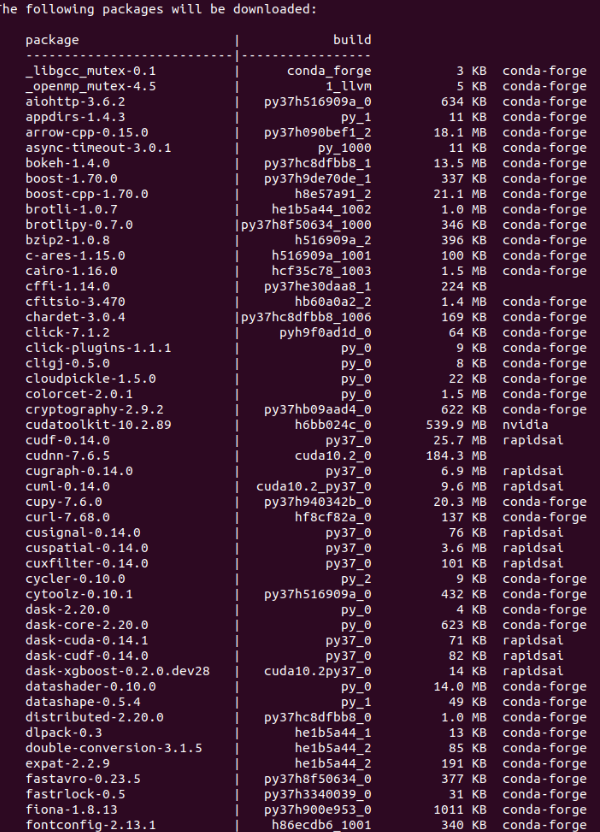 The following packages will be downloaded:
package | build
---------------------------|-----------------
_libgcc_mutex-0.1 | conda_forge 3 KB conda-forge
_openmp_mutex-4.5 | 1_llvm 5 KB conda-forge
aiohttp-3.6.2 | py37h516909a_0 634 KB conda-forge
appdirs-1.4.3 | py_1 11 KB conda-forge
arrow-cpp-0.15.0 | py37h090bef1_2 18.1 MB conda-forge
async-timeout-3.0.1 | py_1000 11 KB conda-forge
bokeh-1.4.0 | py37hc8dfbb8_1 13.5 MB conda-forge
boost-1.70.0 | py37h9de70de_1 337 KB conda-forge
boost-cpp-1.70.0 | h8e57a91_2 21.1 MB conda-forge
brotli-1.0.7 | he1b5a44_1002 1.0 MB conda-forge
brotlipy-0.7.0 |py37h8f50634_1000 346 KB conda-forge
bzip2-1.0.8 | h516909a_2 396 KB conda-forge
c-ares-1.15.0 | h516909a_1001 100 KB conda-forge
cairo-1.16.0 | hcf35c78_1003 1.5 MB conda-forge
cffi-1.14.0 | py37he30daa8_1 224 KB
cfitsio-3.470 | hb60a0a2_2 1.4 MB conda-forge
chardet-3.0.4 |py37hc8dfbb8_1006 169 KB conda-forge
click-7.1.2 | pyh9f0ad1d_0 64 KB conda-forge
click-plugins-1.1.1 | py_0 9 KB conda-forge
cligj-0.5.0 | py_0 8 KB conda-forge
cloudpickle-1.5.0 | py_0 22 KB conda-forge
colorcet-2.0.1 | py_0 1.5 MB conda-forge
cryptography-2.9.2 | py37hb09aad4_0 622 KB conda-forge
cudatoolkit-10.2.89 | h6bb024c_0 539.9 MB nvidia
cudf-0.14.0 | py37_0 25.7 MB rapidsai
cudnn-7.6.5 | cuda10.2_0 184.3 MB
cugraph-0.14.0 | py37_0 6.9 MB rapidsai
cuml-0.14.0 | cuda10.2_py37_0 9.6 MB rapidsai
cupy-7.6.0 | py37h940342b_0 20.3 MB conda-forge
curl-7.68.0 | hf8cf82a_0 137 KB conda-forge
cusignal-0.14.0 | py37_0 76 KB rapidsai
cuspatial-0.14.0 | py37_0 3.6 MB rapidsai
cuxfilter-0.14.0 | py37_0 101 KB rapidsai
cycler-0.10.0 | py_2 9 KB conda-forge
cytoolz-0.10.1 | py37h516909a_0 432 KB conda-forge
dask-2.20.0 | py_0 4 KB conda-forge
dask-core-2.20.0 | py_0 623 KB conda-forge
dask-cuda-0.14.1 | py37_0 71 KB rapidsai
dask-cudf-0.14.0 | py37_0 82 KB rapidsai
dask-xgboost-0.2.0.dev28 | cuda10.2py37_0 14 KB rapidsai
datashader-0.10.0 | py_0 14.0 MB conda-forge
datashape-0.5.4 | py_1 49 KB conda-forge
distributed-2.20.0 | py37hc8dfbb8_0 1.0 MB conda-forge
dlpack-0.3 | he1b5a44_1 13 KB conda-forge
double-conversion-3.1.5 | he1b5a44_2 85 KB conda-forge
expat-2.2.9 | he1b5a44_2 191 KB conda-forge
fastavro-0.23.5 | py37h8f50634_0 377 KB conda-forge
fastrlock-0.5 | py37h3340039_0 31 KB conda-forge
fiona-1.8.13 | py37h900e953_0 1011 KB conda-forge
fontconfig-2.13.1 | h86ecdb6_1001 340 KB conda-forge